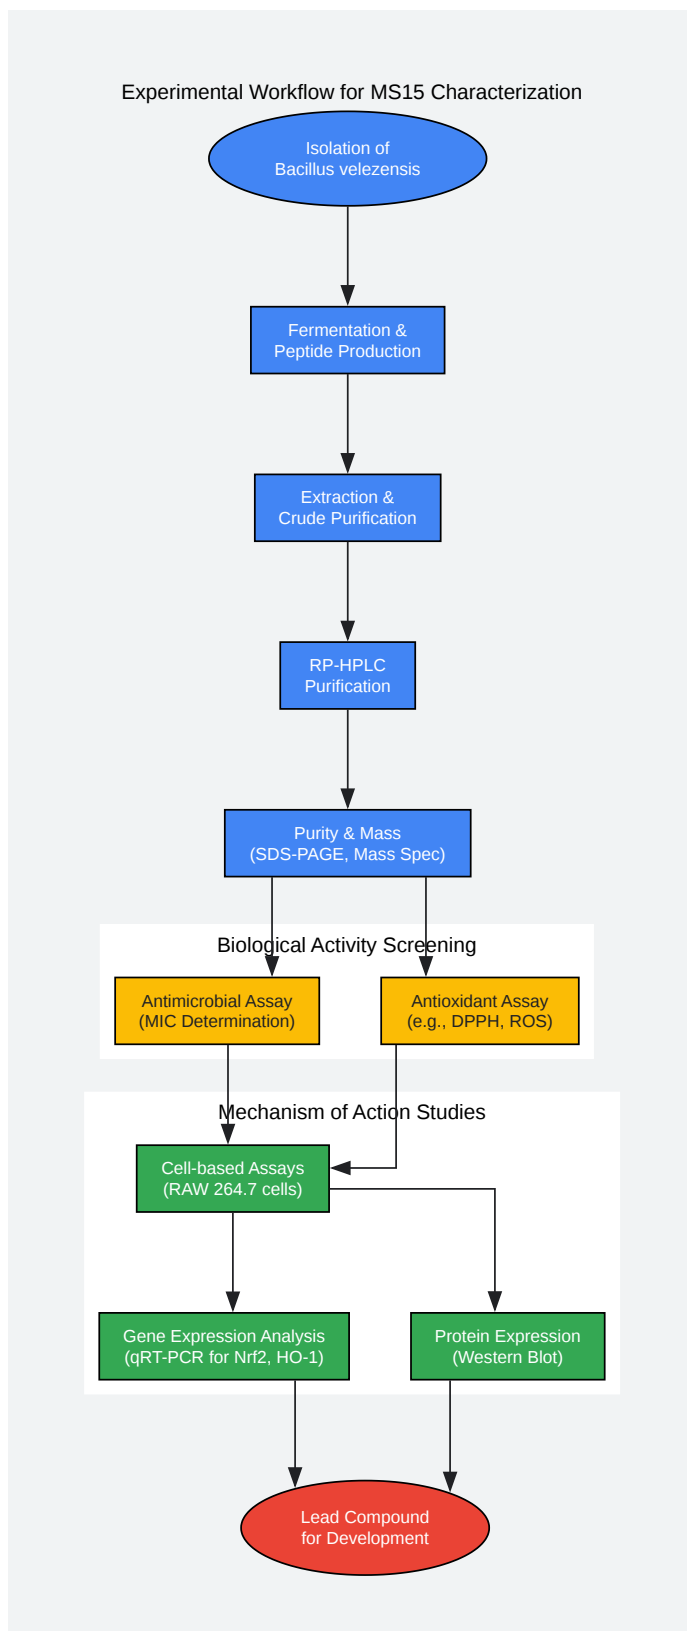 Experimental Workflow for MS15 Characterization
Isolation of
Bacillus velezensis
Fermentation &
Peptide Production
Extraction &
Crude Purification
RP-HPLC
Purification
Purity & Mass
(SDS-PAGE, Mass Spec)
Biological Activity Screening
Antimicrobial Assay
(MIC Determination)
Antioxidant Assay
(e.g., DPPH, ROS)
Mechanism of Action Studies
Cell-based Assays
(RAW 264.7 cells)
Gene Expression Analysis
(qRT-PCR for Nrf2, HO-1)
Protein Expression
(Western Blot)
Lead Compound
for Development